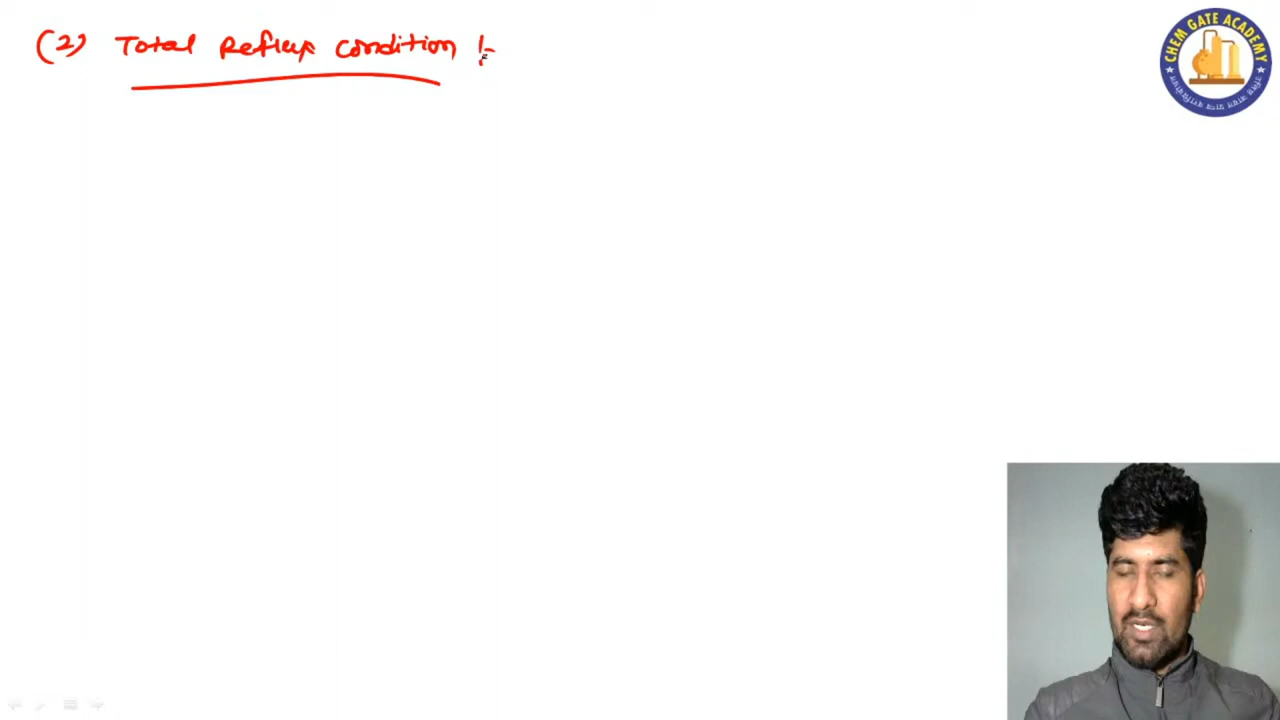 (2) Total Reflux condition :-
CHEM GATE ACADEMY